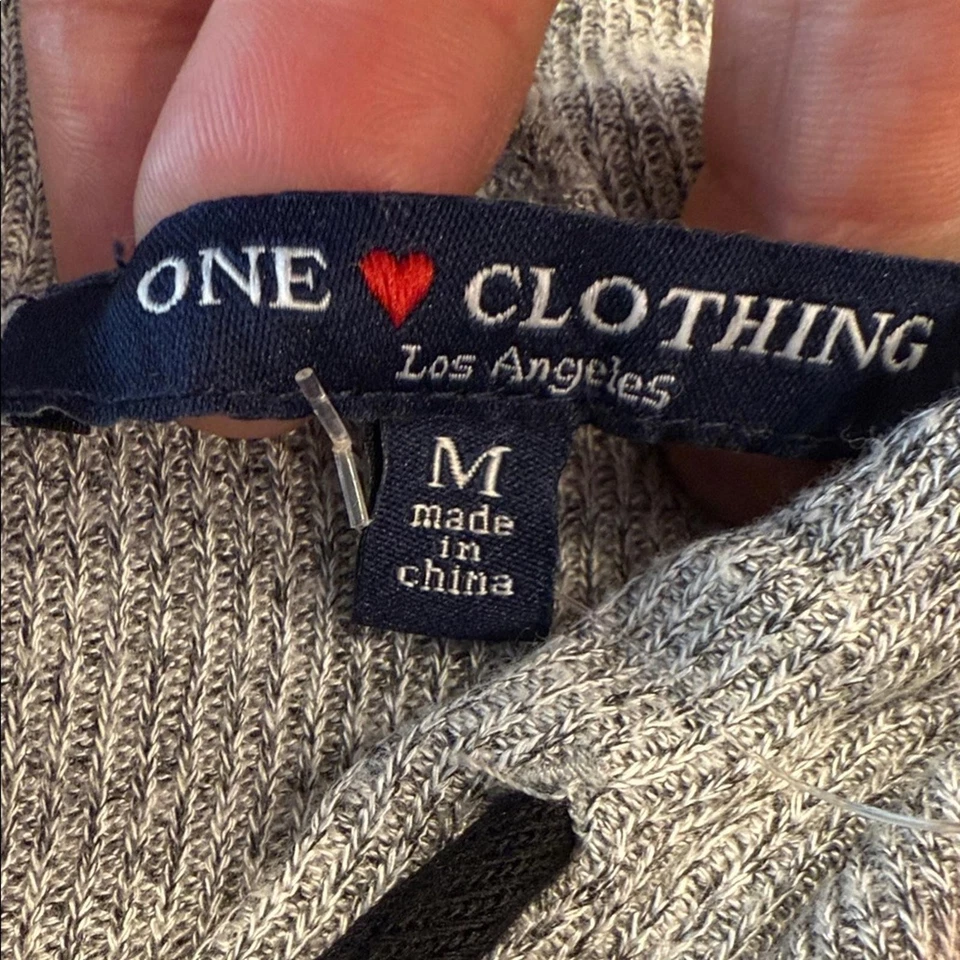 ONE ❤ CLOTHING
Los Angeles
M
made
in
china